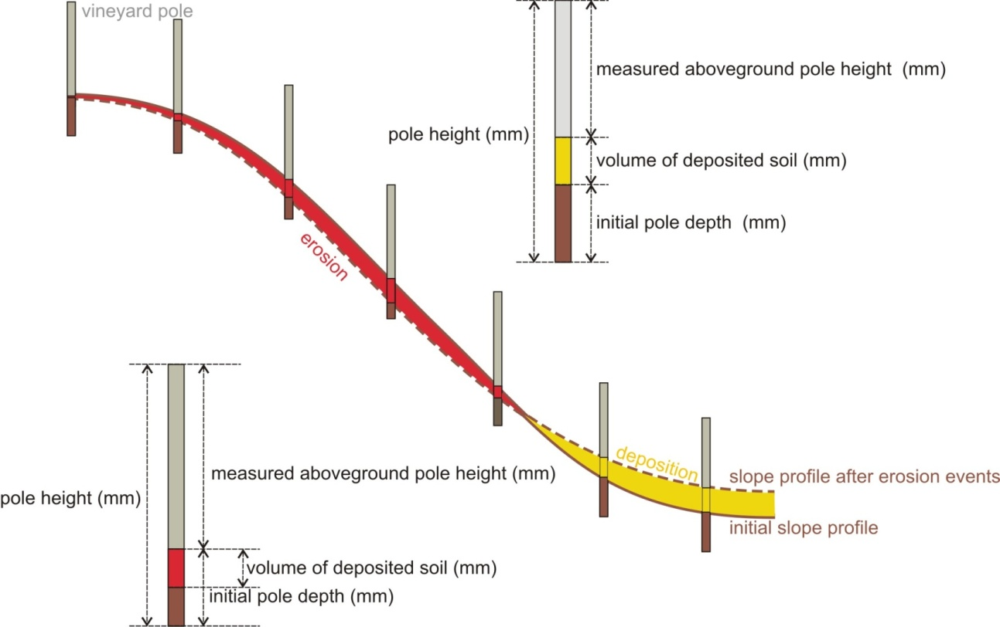 vineyard pole
measured aboveground pole height (mm)
pole height (mm)
volume of deposited soil (mm)
initial pole depth (mm)
erosion
deposition
slope profile after erosion events
initial slope profile
measured aboveground pole height (mm)
pole height (mm)
volume of deposited soil (mm)
initial pole depth (mm)